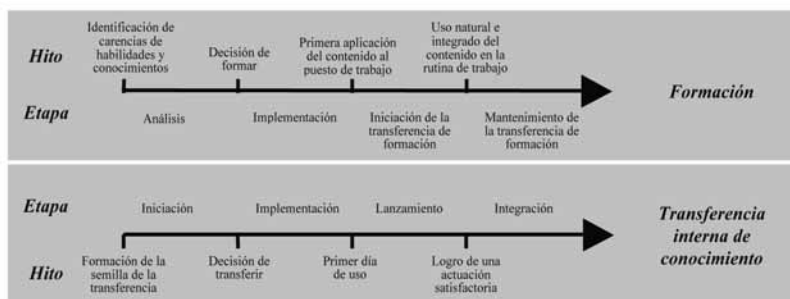 Hito
Identificación de
carencias de
habilidades y
conocimientos
Decisión de
formar
Primera aplicación
del contenido al
puesto de trabajo
Uso natural e
integrado del
contenido en la
rutina de trabajo
Etapa
Análisis
Implementación
Iniciación de la
transferencia de
formación
Mantenimiento de
la transferencia de
formación
Formación
Etapa
Iniciación
Implementación
Lanzamiento
Integración
Hito
Formación de la
semilla de la
transferencia
Decisión de
transferir
Primer día
de uso
Logro de una
actuación
satisfactoria
Transferencia
interna de
conocimiento